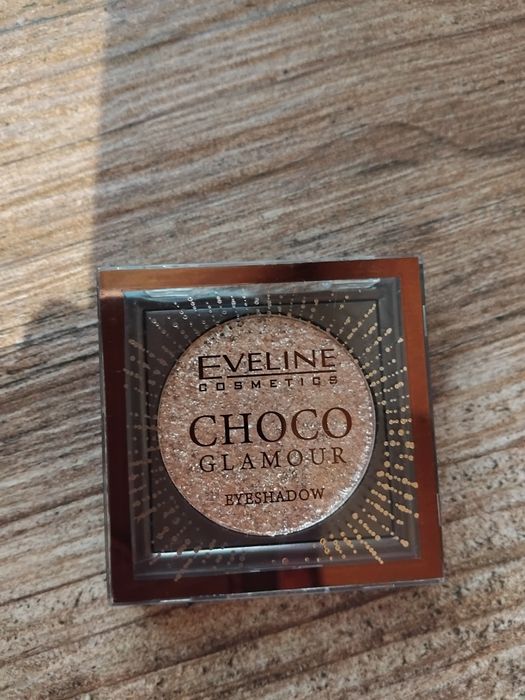 EVELINE
COSMETICS
CHOCO
GLAMOUR
EYESHADOW